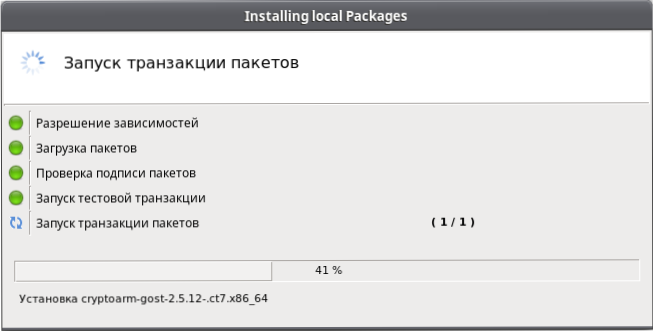 Installing local Packages
Запуск транзакции пакетов
Разрешение зависимостей
Загрузка пакетов
Проверка подписи пакетов
Запуск тестовой транзакции
Запуск транзакции пакетов ( 1 / 1 )
41 %
Установка cryptoarm-gost-2.5.12-.ct7.x86_64